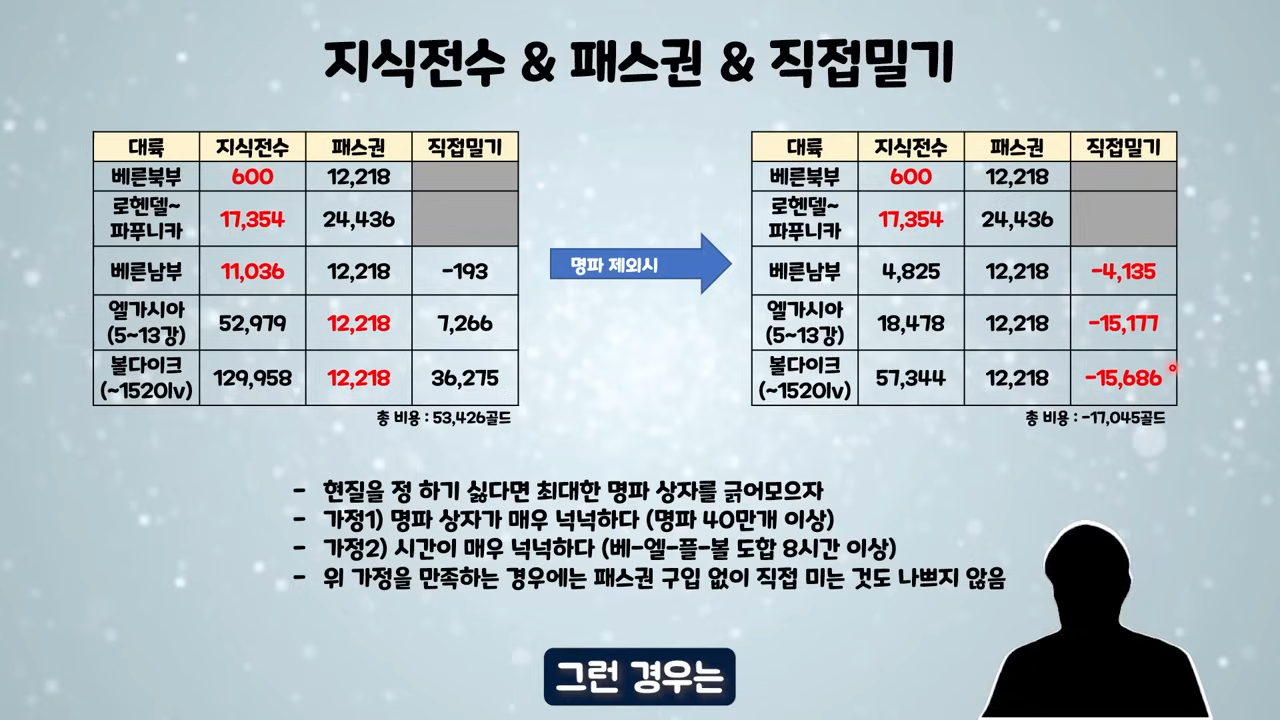 지식전수 & 패스권 & 직접밀기
대륙 지식전수 패스권 직접밀기
베른북부 600 12,218
로헨델~
파푸니카 17,354 24,436
베른남부 11,036 12,218 -193
엘가시아
(5~13강) 52,979 12,218 7,266
볼다이크
(~1520lv) 129,958 12,218 36,275
총 비용 : 53,426골드
명파 제외시
대륙 지식전수 패스권 직접밀기
베른북부 600 12,218
로헨델~
파푸니카 17,354 24,436
베른남부 4,825 12,218 -4,135
엘가시아
(5~13강) 18,478 12,218 -15,177
볼다이크
(~1520lv) 57,344 12,218 -15,686
총 비용 : -17,045골드
- 현질을 정 하기 싫다면 최대한 명파 상자를 긁어모으자
- 가정1) 명파 상자가 매우 넉넉하다 (명파 40만개 이상)
- 가정2) 시간이 매우 넉넉하다 (베-엘-플-볼 도합 8시간 이상)
- 위 가정을 만족하는 경우에는 패스권 구입 없이 직접 미는 것도 나쁘지 않음
그런 경우는